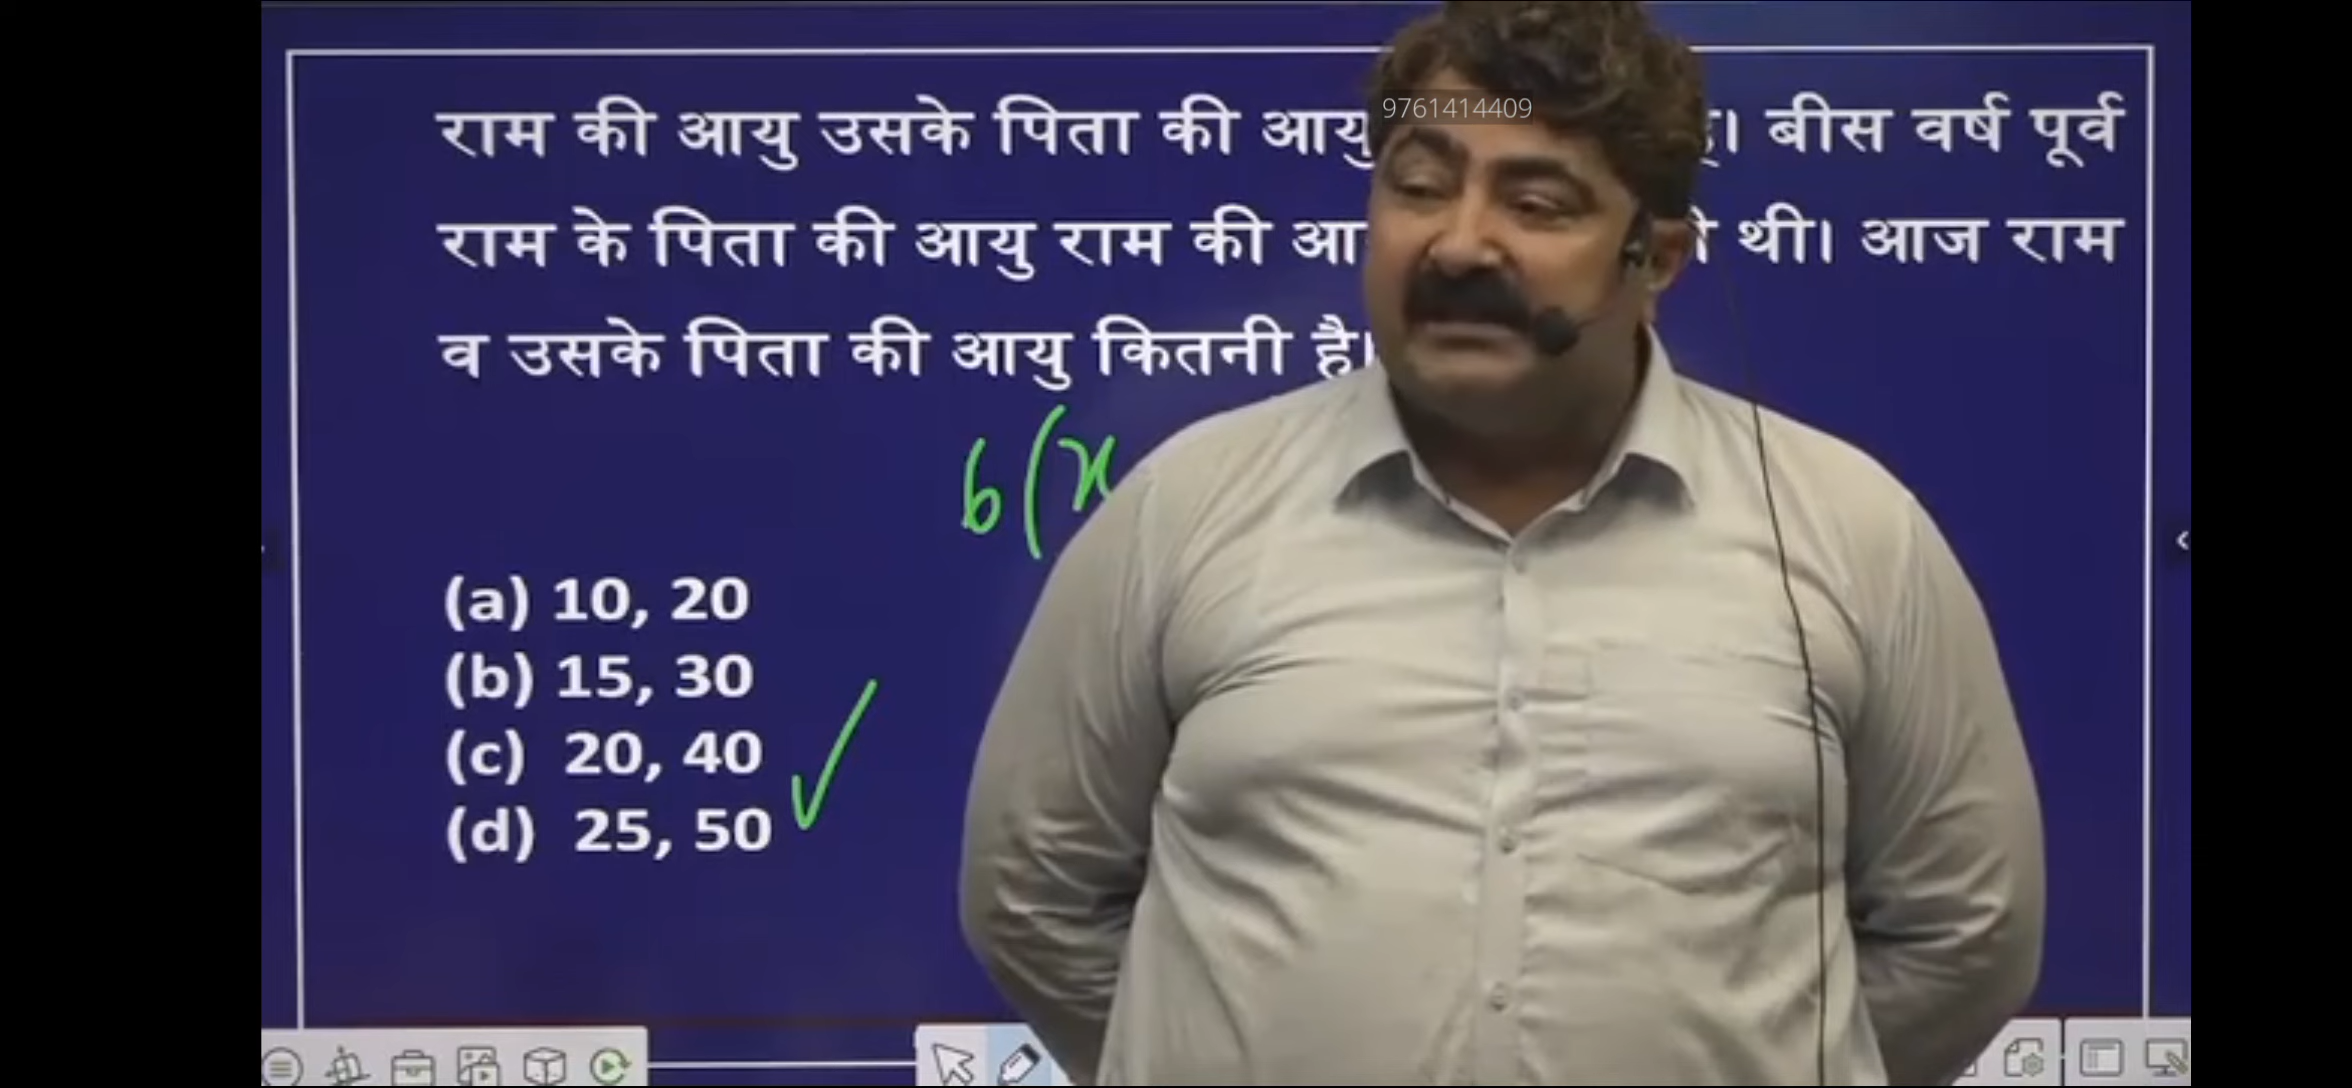 राम की आयु उसके पिता की आयु
9761414409
है। बीस वर्ष पूर्व
राम के पिता की आयु राम की
थी। आज राम
व उसके पिता की आयु कितनी है।
6(x
(a) 10, 20
(b) 15, 30
(c) 20, 40
(d) 25, 50